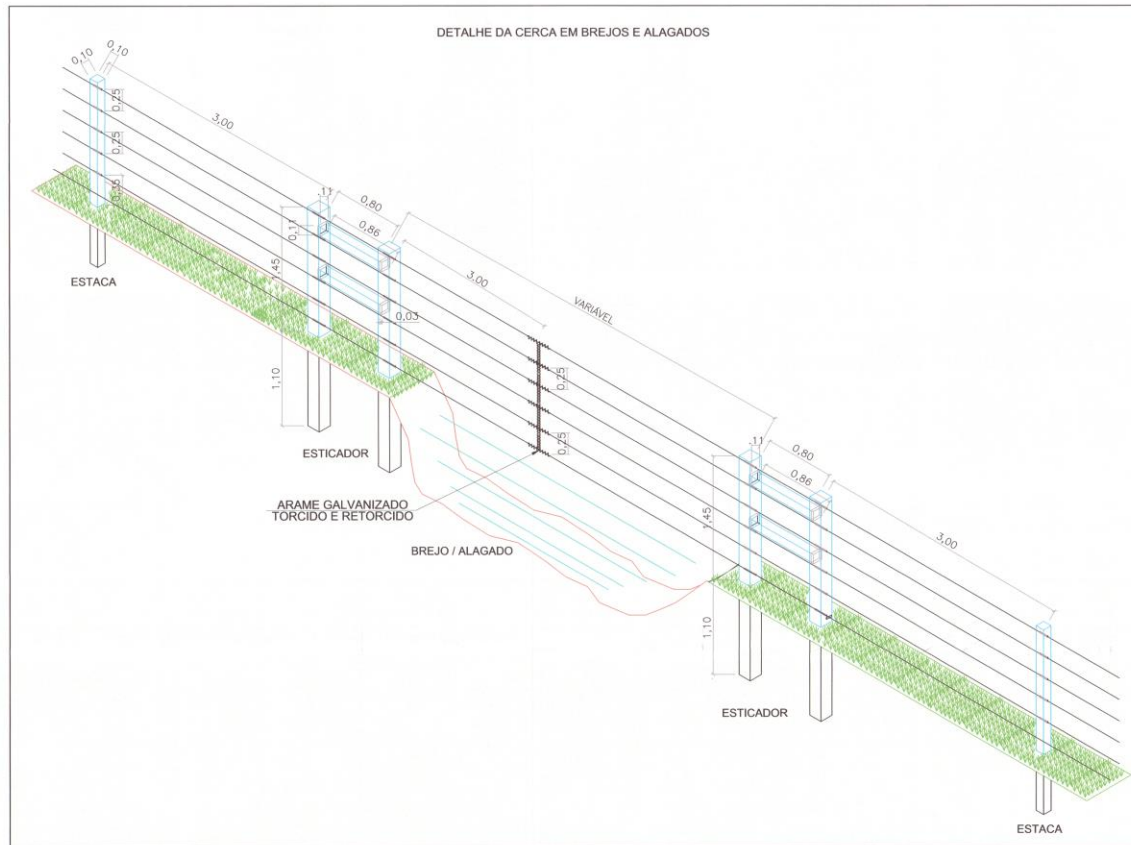 DETALHE DA CERCA EM BREJOS E ALAGADOS
0,10
0,10
0,25
3,00
0,25
0,35
ESTACA
.11
0,80
0,11
0,86
1,45
3,00
0,03
VARIÁVEL
1,10
0,25
0,25
ESTICADOR
ARAME GALVANIZADO
TORCIDO E RETORCIDO
BREJO / ALAGADO
.11
0,80
0,86
1,45
3,00
1,10
ESTICADOR
ESTACA